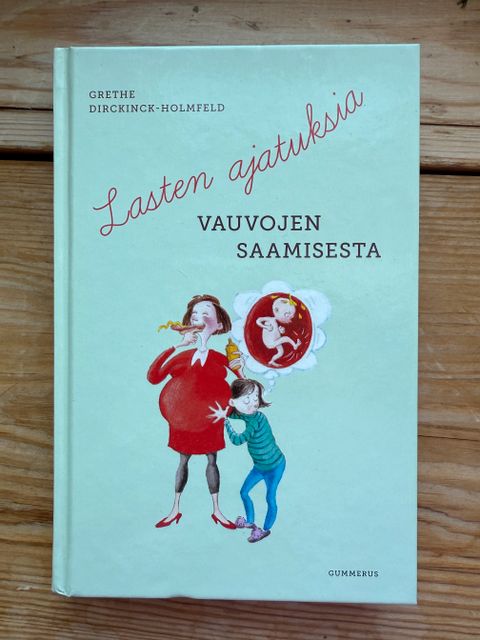 GRETHE
DIRCKINCK-HOLMFELD
Lasten ajatuksia
VAUVOJEN
SAAMISESTA
GUMMERUS